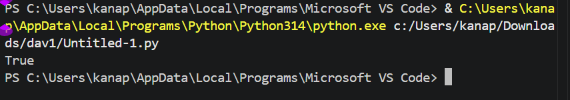 PS C:\Users\kanap\AppData\Local\Programs\Microsoft VS Code> & C:\Users\kana
p\AppData\Local\Programs\Python\Python314\python.exe c:/Users/kanap/Downloa
ds/dav1/Untitled-1.py
True
PS C:\Users\kanap\AppData\Local\Programs\Microsoft VS Code>